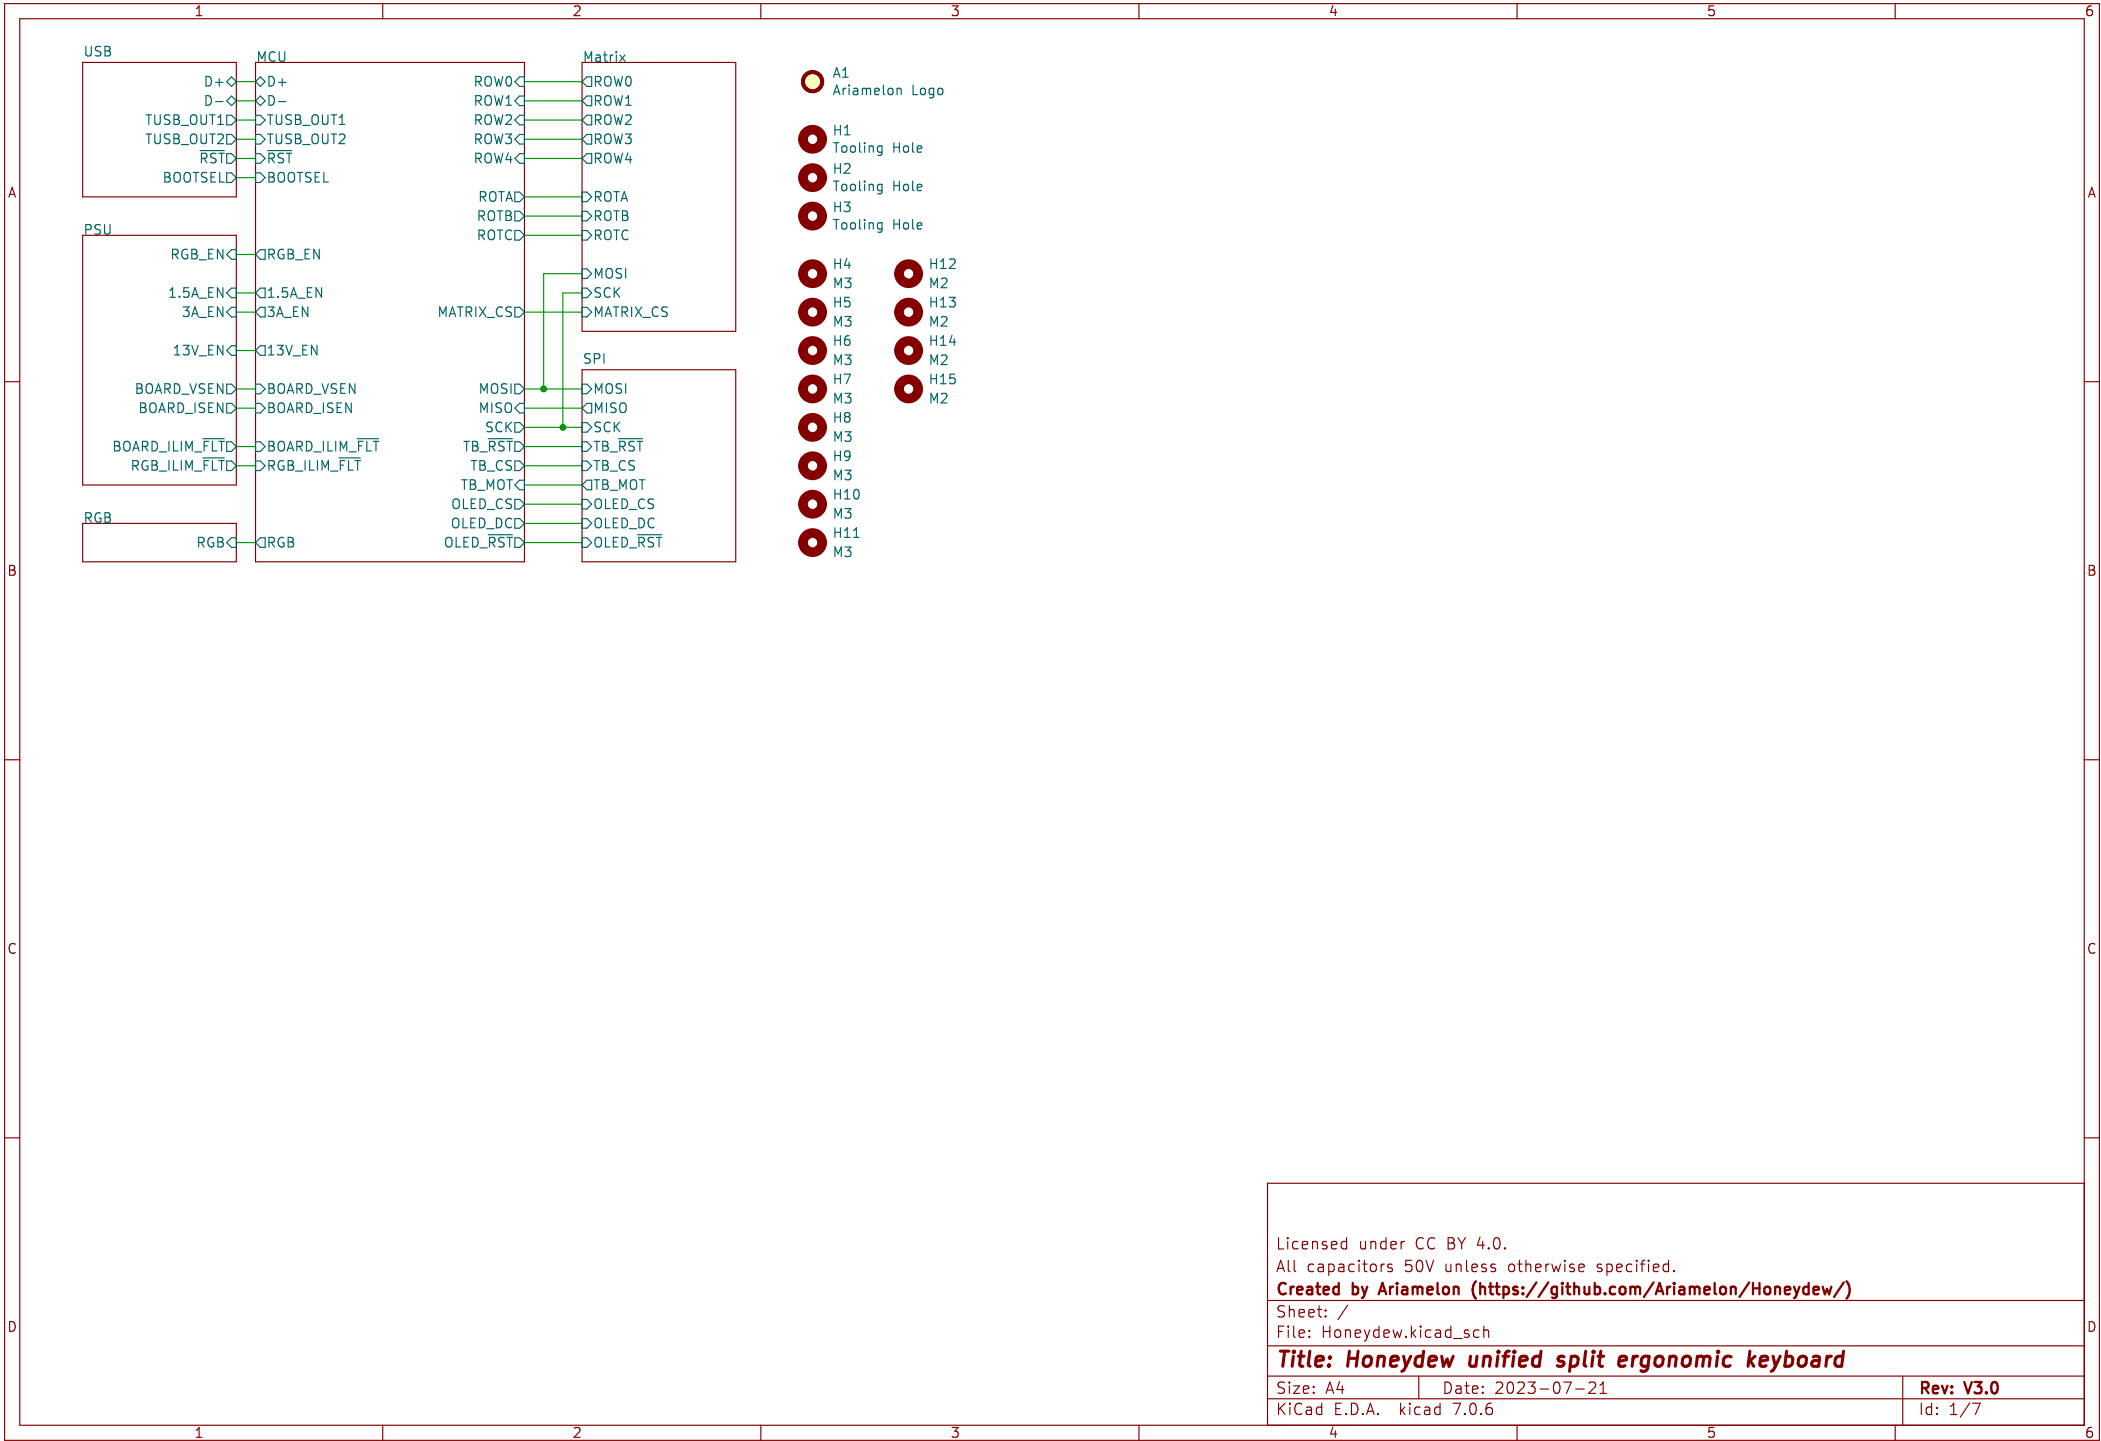 1 2 3 4 5 6
USB
D+
D-
TUSB_OUT1
TUSB_OUT2
RST
BOOTSEL
PSU
RGB_EN
1.5A_EN
3A_EN
13V_EN
BOARD_VSEN
BOARD_ISEN
BOARD_ILIM_FLT
RGB_ILIM_FLT
RGB
RGB
MCU
D+
D-
TUSB_OUT1
TUSB_OUT2
RST
BOOTSEL
RGB_EN
1.5A_EN
3A_EN
13V_EN
BOARD_VSEN
BOARD_ISEN
BOARD_ILIM_FLT
RGB_ILIM_FLT
RGB
ROW0
ROW1
ROW2
ROW3
ROW4
ROTA
ROTB
ROTC
MATRIX_CS
MOSI
MISO
SCK
TB_RST
TB_CS
TB_MOT
OLED_CS
OLED_DC
OLED_RST
Matrix
ROW0
ROW1
ROW2
ROW3
ROW4
ROTA
ROTB
ROTC
MOSI
SCK
MATRIX_CS
SPI
MOSI
MISO
SCK
TB_RST
TB_CS
TB_MOT
OLED_CS
OLED_DC
OLED_RST
A1
Ariamelon Logo
H1
Tooling Hole
H2
Tooling Hole
H3
Tooling Hole
H4
M3
H5
M3
H6
M3
H7
M3
H8
M3
H9
M3
H10
M3
H11
M3
H12
M2
H13
M2
H14
M2
H15
M2
A A
B B
C C
D D
Licensed under CC BY 4.0.
All capacitors 50V unless otherwise specified.
Created by Ariamelon (https://github.com/Ariamelon/Honeydew/)
Sheet: /
File: Honeydew.kicad_sch
Title: Honeydew unified split ergonomic keyboard
Size: A4 Date: 2023-07-21 Rev: V3.0
KiCad E.D.A. kicad 7.0.6 Id: 1/7
1 2 3 4 5 6